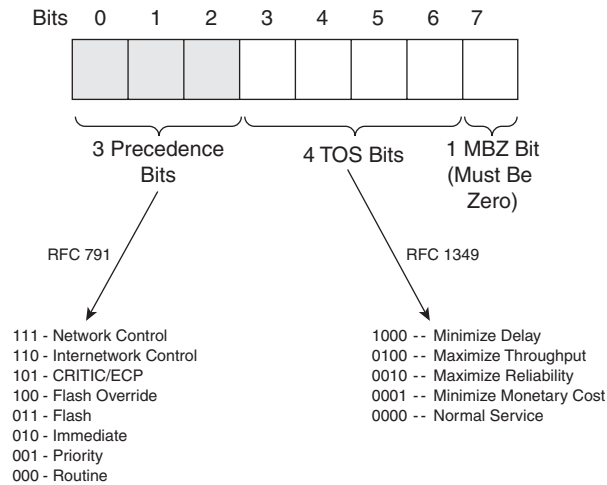 Bits 0 1 2 3 4 5 6 7
3 Precedence
Bits
4 TOS Bits
1 MBZ Bit
(Must Be
Zero)
RFC 791
RFC 1349
111 - Network Control
110 - Internetwork Control
101 - CRITIC/ECP
100 - Flash Override
011 - Flash
010 - Immediate
001 - Priority
000 - Routine
1000 -- Minimize Delay
0100 -- Maximize Throughput
0010 -- Maximize Reliability
0001 -- Minimize Monetary Cost
0000 -- Normal Service